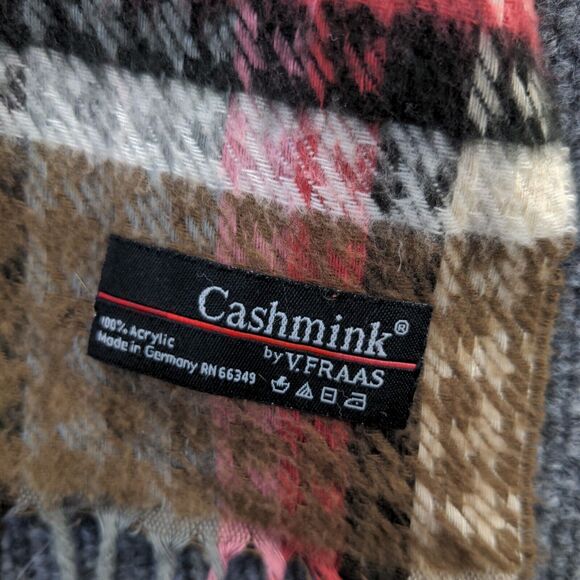 Cashmink®
by V. FRAAS
100% Acrylic
Made in Germany RN 66349